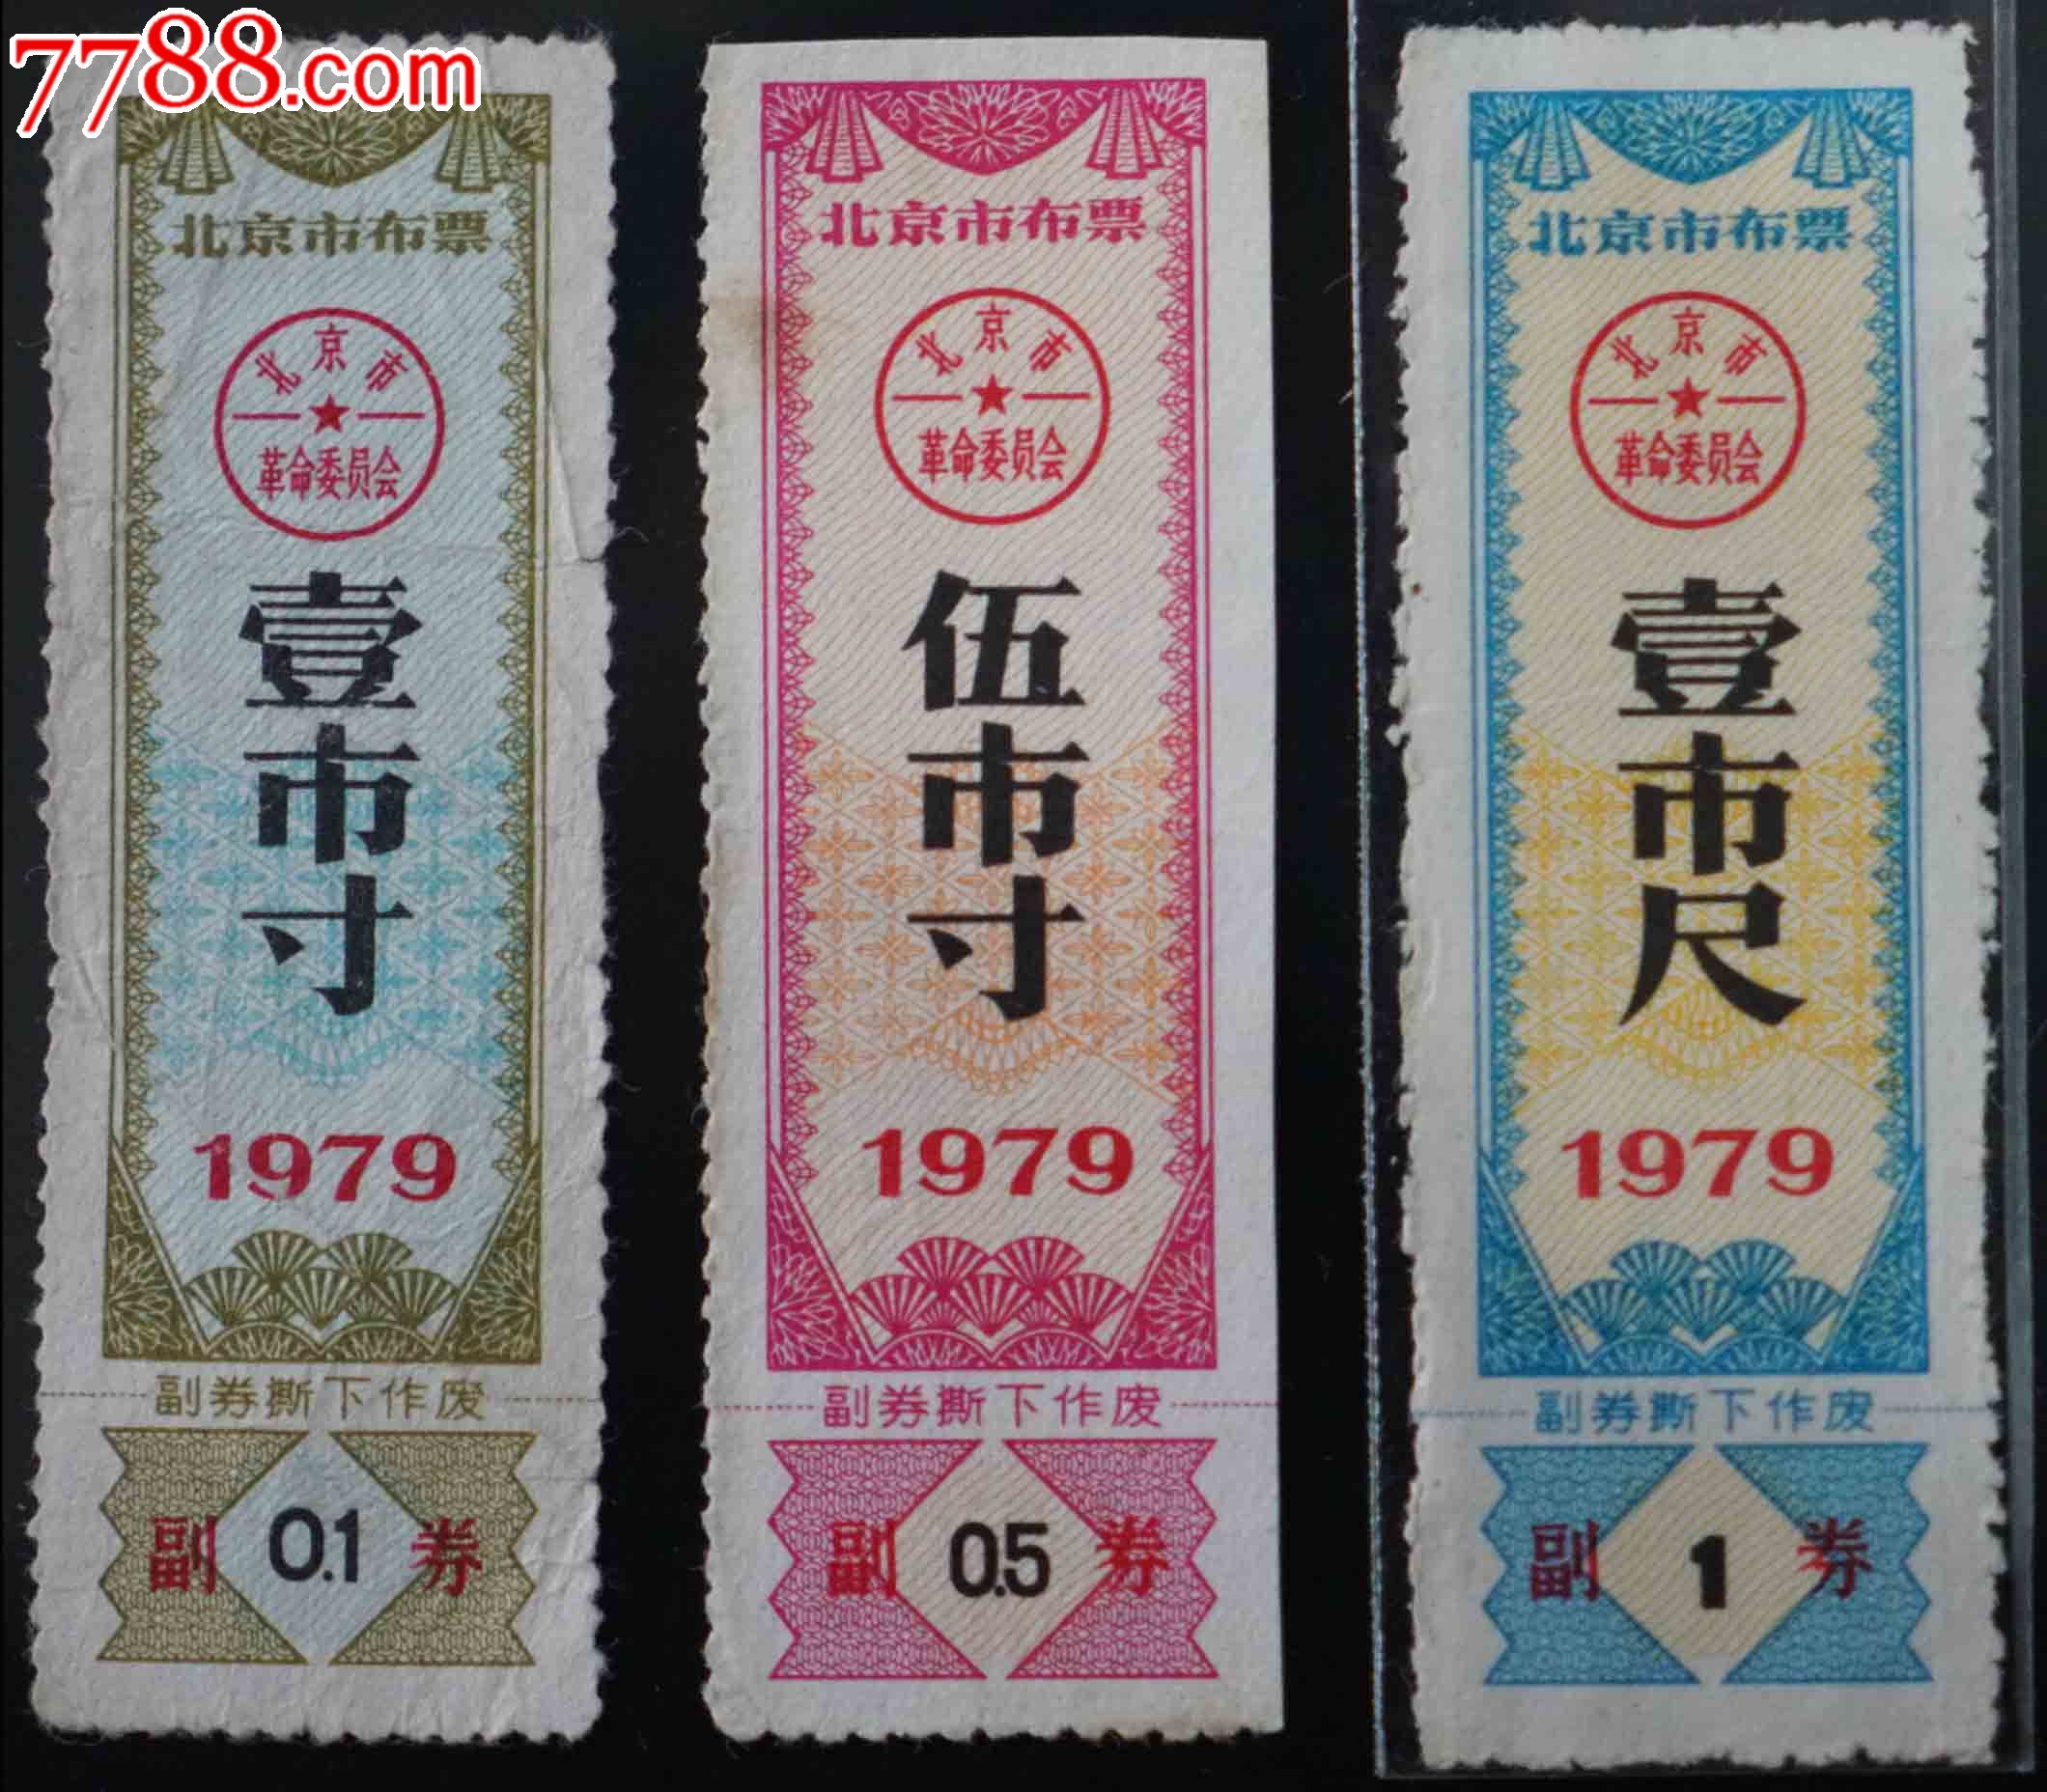 7788.com
北京市布票
北京市
革命委员会
壹市寸
1979
副券撕下作废
副 0.1 券
北京市布票
北京市
革命委员会
伍市寸
1979
副券撕下作废
副 0.5 券
北京市布票
北京市
革命委员会
壹市尺
1979
副券撕下作废
副 1 券